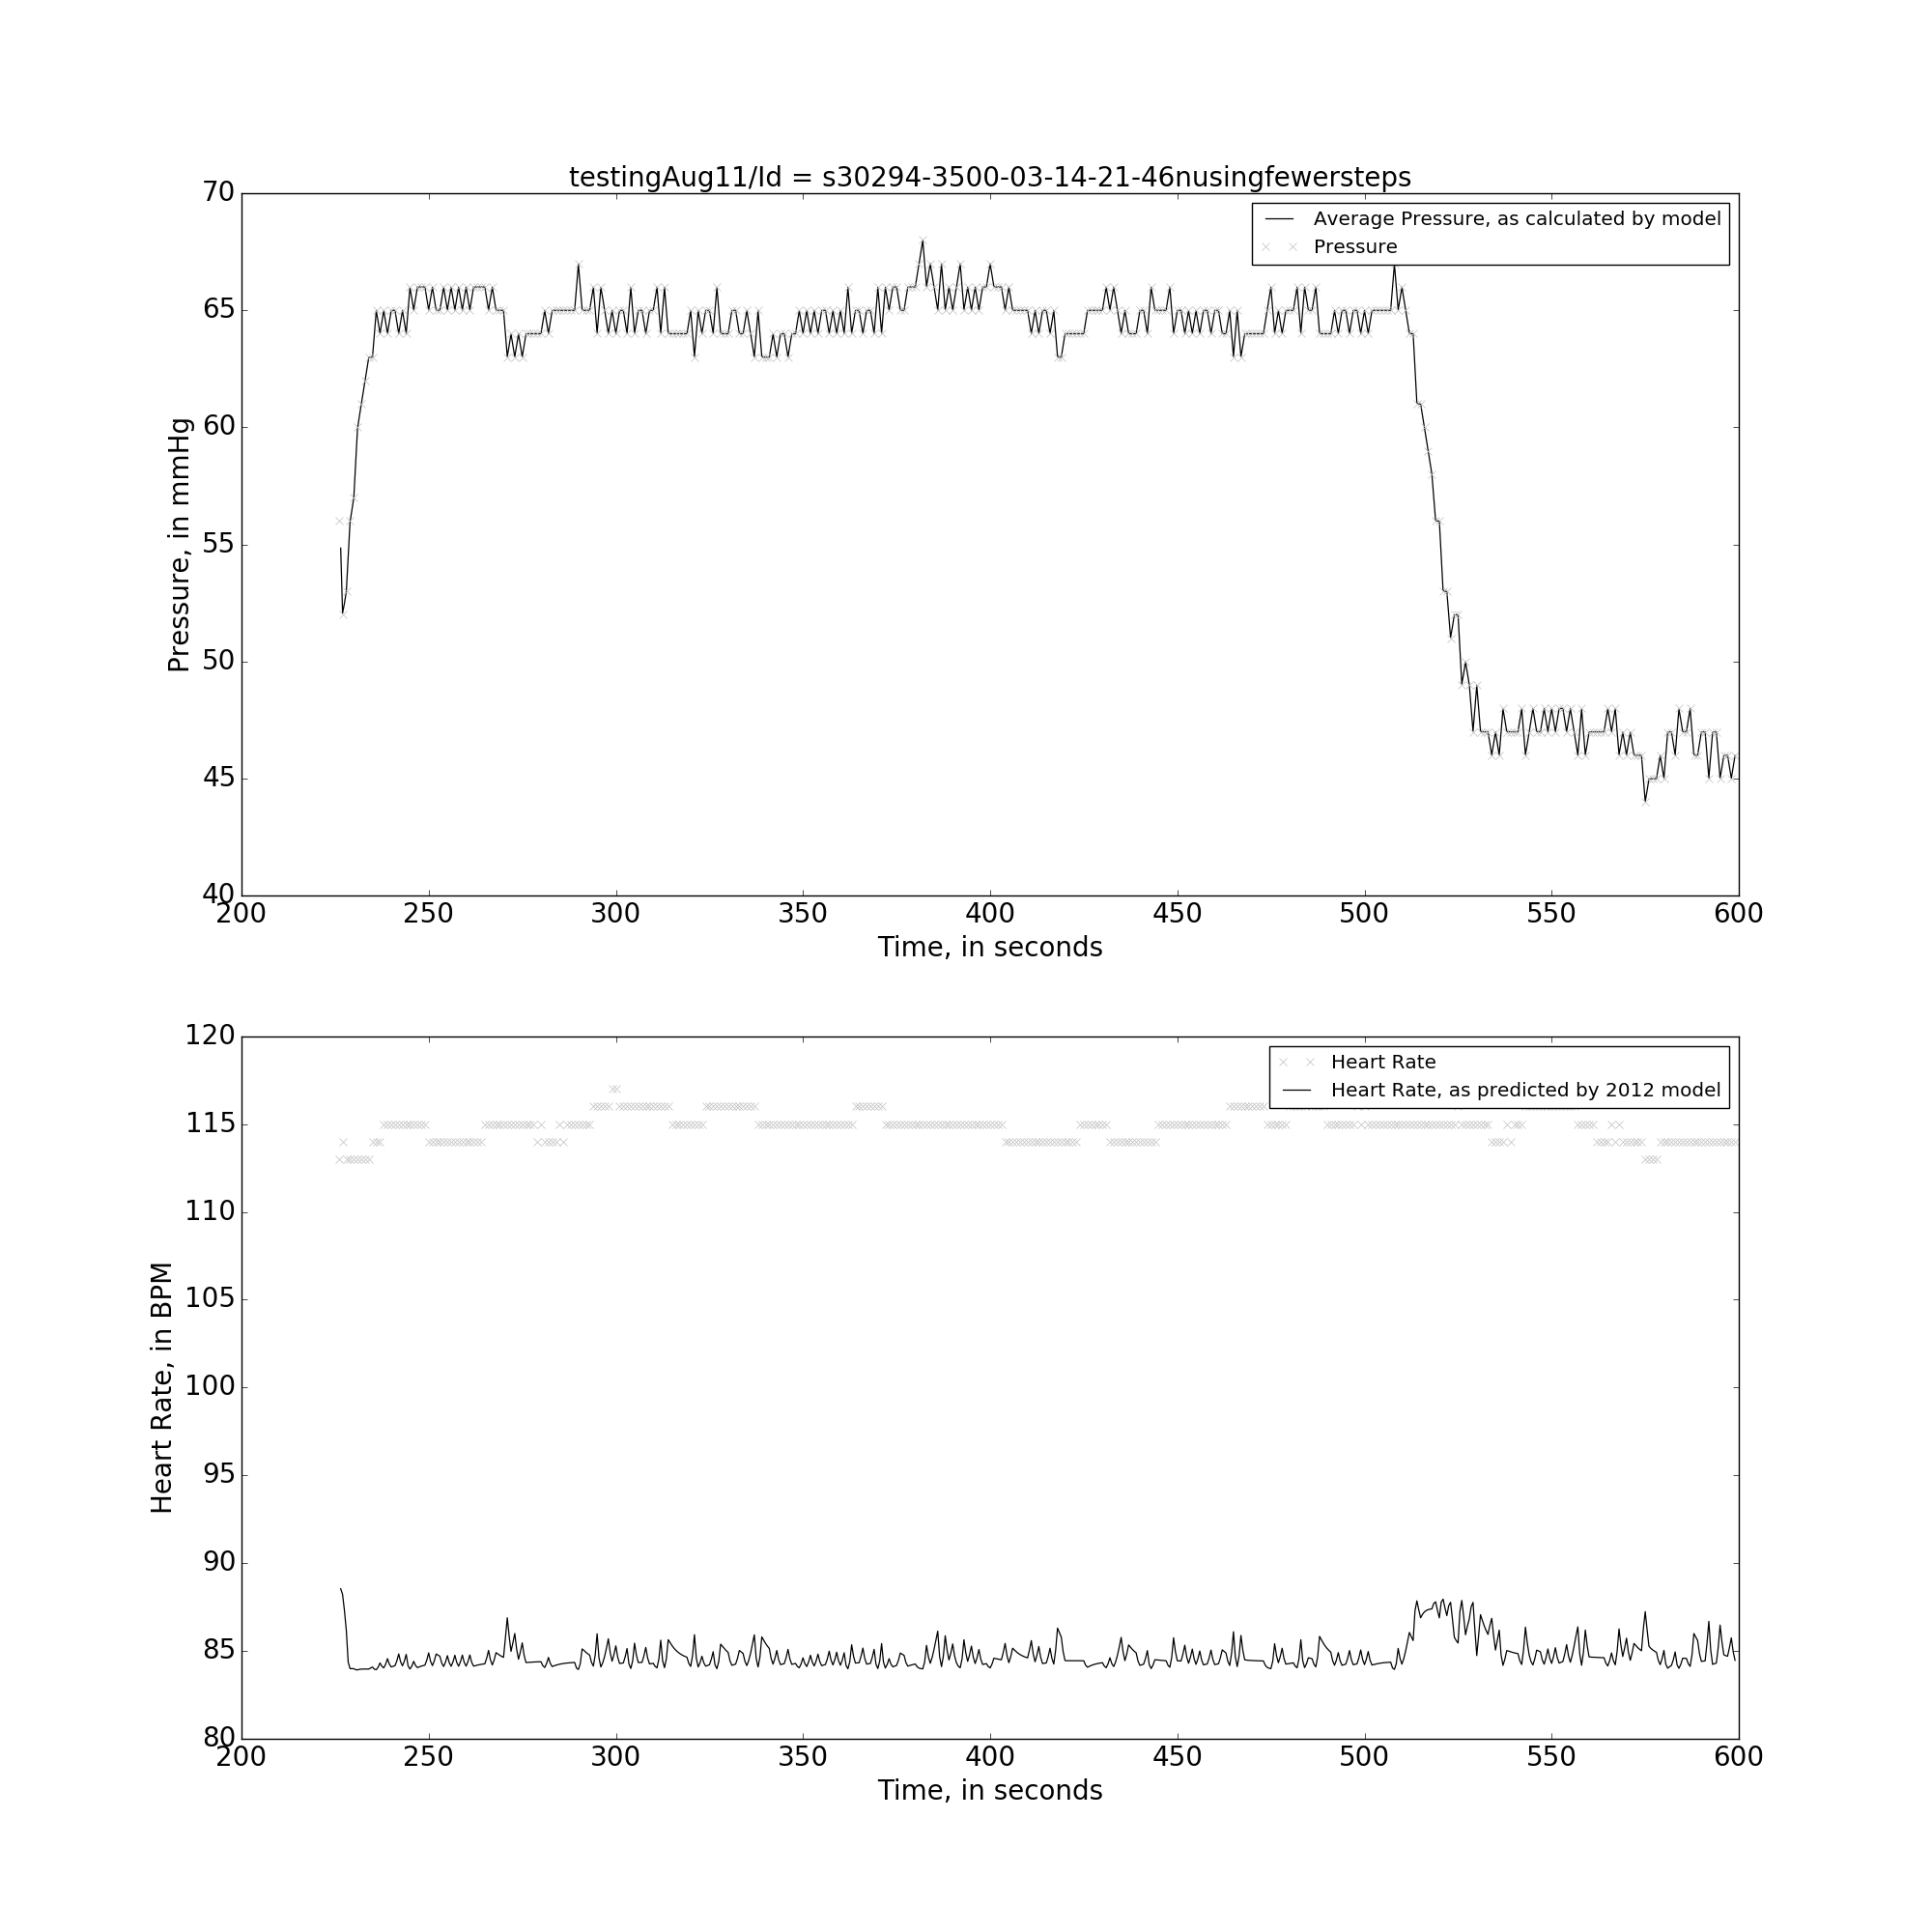 testingAug11/Id = s30294-3500-03-14-21-46nusingfewersteps
70
65
60
55
50
45
40
Pressure, in mmHg
Average Pressure, as calculated by model
Pressure
200 250 300 350 400 450 500 550 600
Time, in seconds
120
115
110
105
100
95
90
85
80
Heart Rate, in BPM
Heart Rate
Heart Rate, as predicted by 2012 model
200 250 300 350 400 450 500 550 600
Time, in seconds